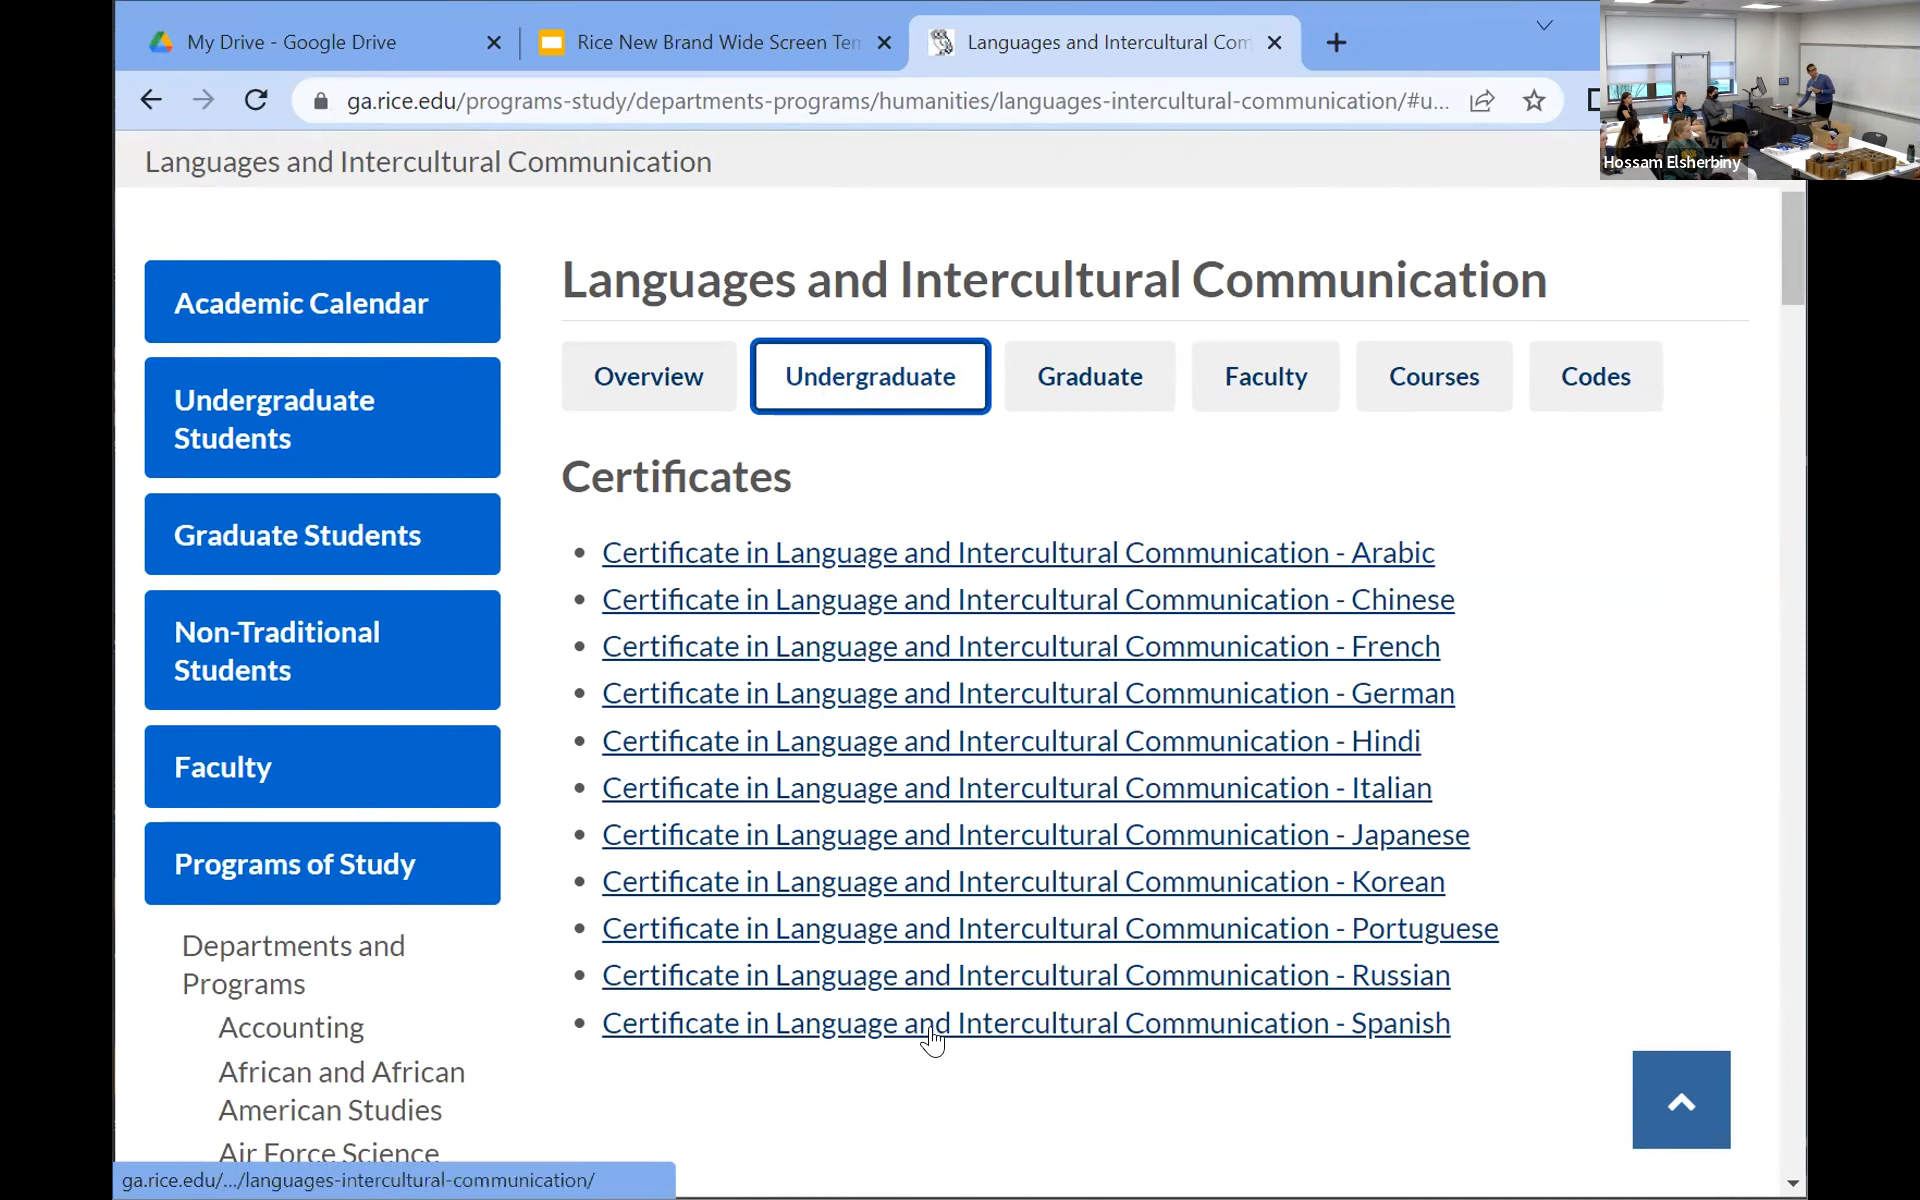 My Drive - Google Drive
Rice New Brand Wide Screen Ten
Languages and Intercultural Com
ga.rice.edu/programs-study/departments-programs/humanities/languages-intercultural-communication/#u...
Hossam Elsherbiny
Languages and Intercultural Communication
Academic Calendar
Undergraduate
Students
Graduate Students
Non-Traditional
Students
Faculty
Programs of Study
Departments and
Programs
Accounting
African and African
American Studies
Air Force Science
Languages and Intercultural Communication
Overview
Undergraduate
Graduate
Faculty
Courses
Codes
Certificates
Certificate in Language and Intercultural Communication - Arabic
Certificate in Language and Intercultural Communication - Chinese
Certificate in Language and Intercultural Communication - French
Certificate in Language and Intercultural Communication - German
Certificate in Language and Intercultural Communication - Hindi
Certificate in Language and Intercultural Communication - Italian
Certificate in Language and Intercultural Communication - Japanese
Certificate in Language and Intercultural Communication - Korean
Certificate in Language and Intercultural Communication - Portuguese
Certificate in Language and Intercultural Communication - Russian
Certificate in Language and Intercultural Communication - Spanish
ga.rice.edu/.../languages-intercultural-communication/